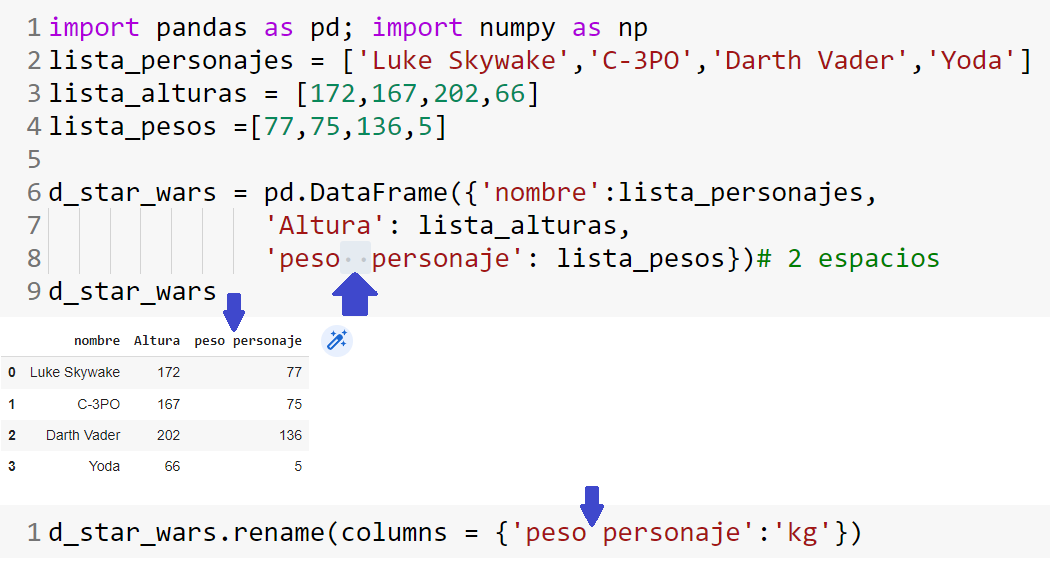 1 import pandas as pd; import numpy as np
2 lista_personajes = ['Luke Skywake','C-3PO','Darth Vader','Yoda']
3 lista_alturas = [172,167,202,66]
4 lista_pesos =[77,75,136,5]
5
6 d_star_wars = pd.DataFrame({'nombre':lista_personajes,
7               'Altura': lista_alturas,
8               'peso  personaje': lista_pesos})# 2 espacios
9 d_star_wars
nombre Altura peso personaje
0 Luke Skywake 172 77
1 C-3PO 167 75
2 Darth Vader 202 136
3 Yoda 66 5
1 d_star_wars.rename(columns = {'peso personaje':'kg'})